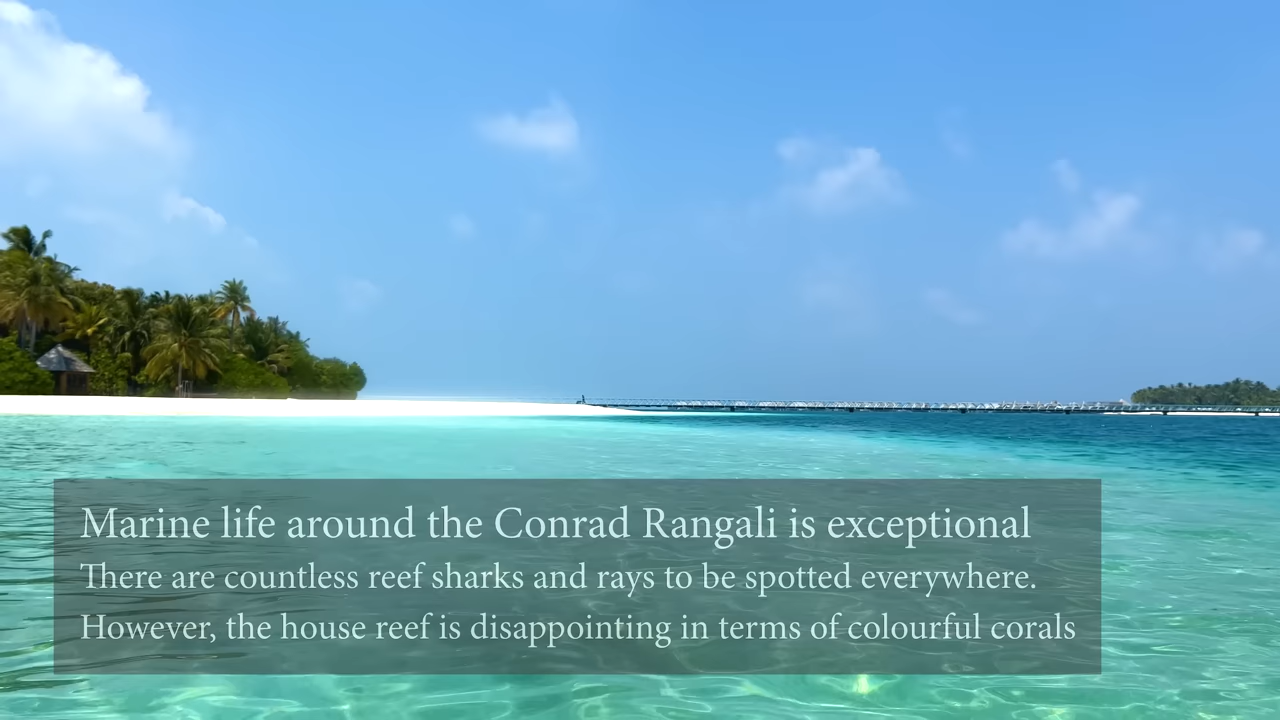 Marine life around the Conrad Rangali is exceptional
There are countless reef sharks and rays to be spotted everywhere.
However, the house reef is disappointing in terms of colourful corals